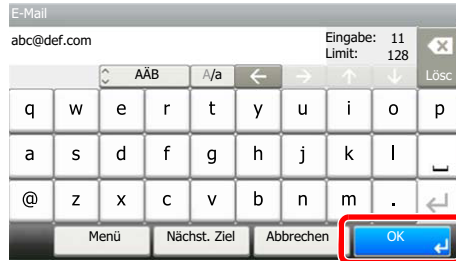 E-Mail
abc@def.com
Eingabe: 11
Limit: 128
AÄB A/a Lösc
q w e r t y u i o p
a s d f g h j k l
@ z x c v b n m .
Menü Nächst. Ziel Abbrechen OK